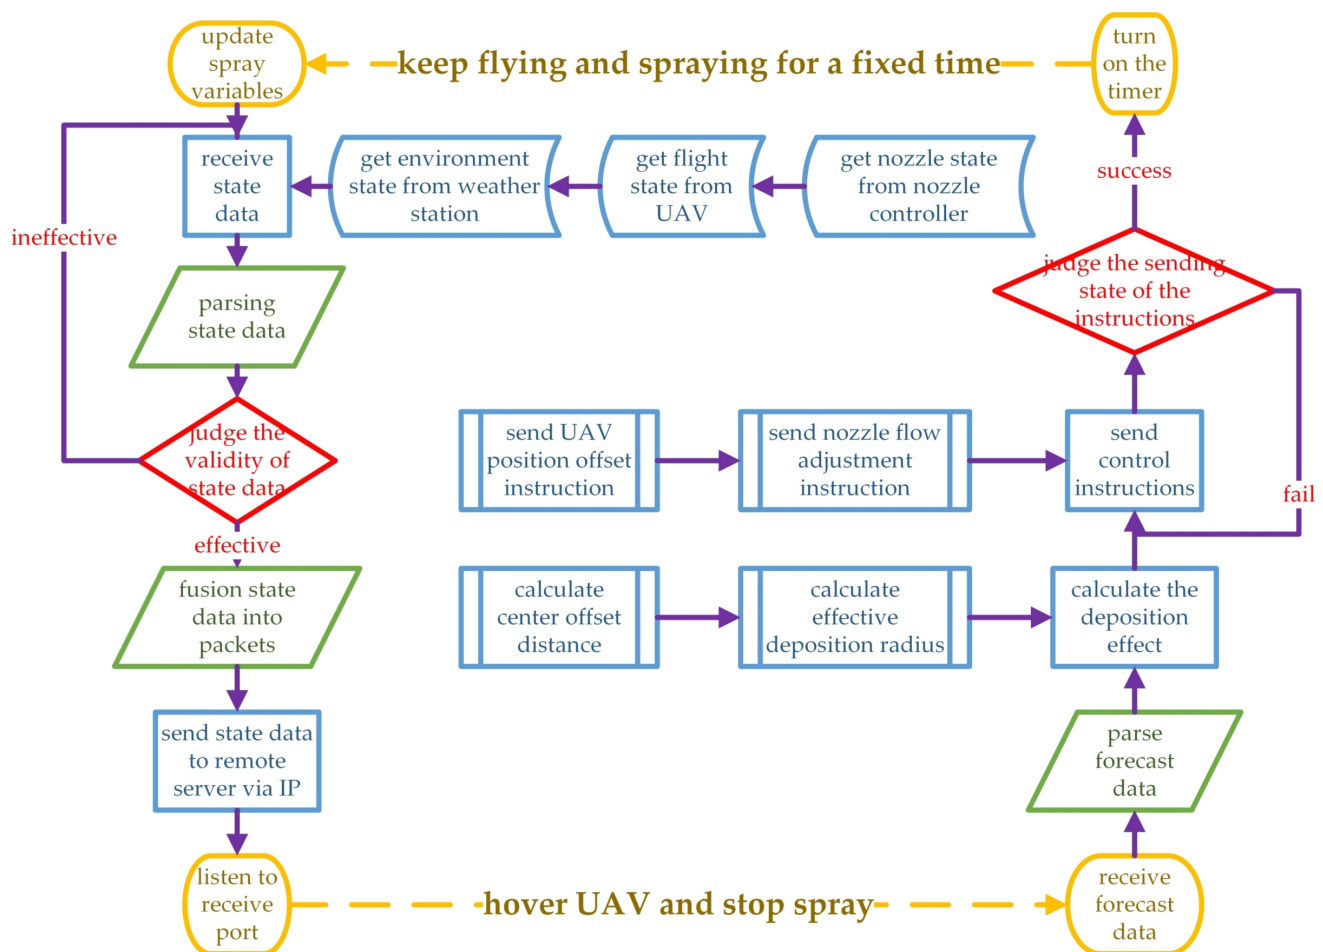 update
spray
variables
keep flying and spraying for a fixed time
turn
on the
timer
receive
state
data
get environment
state from weather
station
get flight
state from
UAV
get nozzle state
from nozzle
controller
success
ineffective
parsing
state data
judge the sending
state of the
instructions
judge the
validity of
state data
send UAV
position offset
instruction
send nozzle flow
adjustment
instruction
send
control
instructions
fail
effective
fusion state
data into
packets
calculate
center offset
distance
calculate
effective
deposition radius
calculate the
deposition
effect
send state data
to remote
server via IP
parse
forecast
data
listen to
receive
port
hover UAV and stop spray
receive
forecast
data